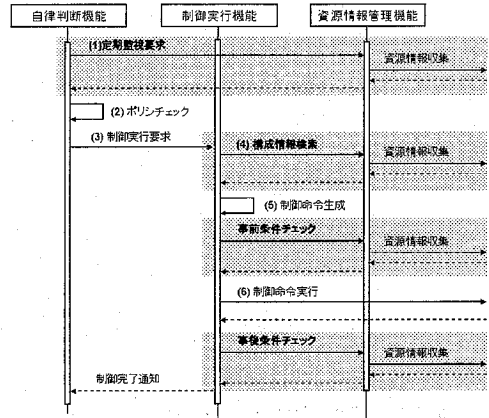 自律判断機能 制御実行機能 資源情報管理機能
(1)定期監視要求
資源情報収集
(2) ポリシチェック
(3) 制御実行要求
(4) 構成情報検索
資源情報収集
(5) 制御命令生成
事前条件チェック
資源情報収集
(6) 制御命令実行
事後条件チェック
資源情報収集
制御完了通知